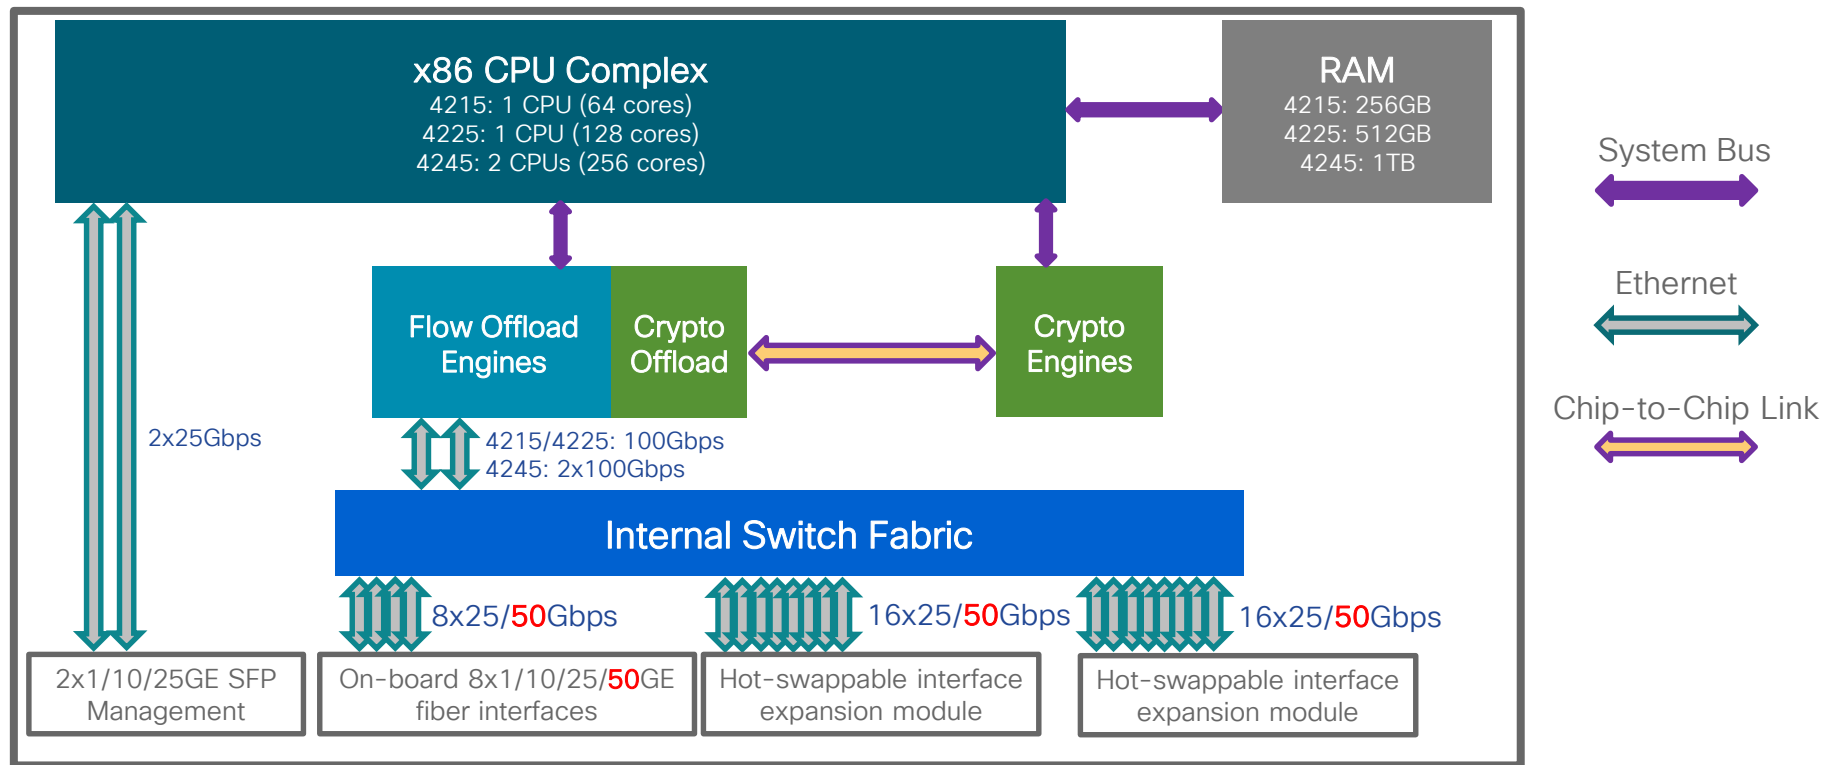 x86 CPU Complex
4215: 1 CPU (64 cores)
4225: 1 CPU (128 cores)
4245: 2 CPUs (256 cores)
RAM
4215: 256GB
4225: 512GB
4245: 1TB
System Bus
Ethernet
Chip-to-Chip Link
Flow Offload
Engines
Crypto
Offload
Crypto
Engines
2x25Gbps
4215/4225: 100Gbps
4245: 2x100Gbps
Internal Switch Fabric
8x25/50Gbps
16x25/50Gbps
16x25/50Gbps
2x1/10/25GE SFP
Management
On-board 8x1/10/25/50GE
fiber interfaces
Hot-swappable interface
expansion module
Hot-swappable interface
expansion module